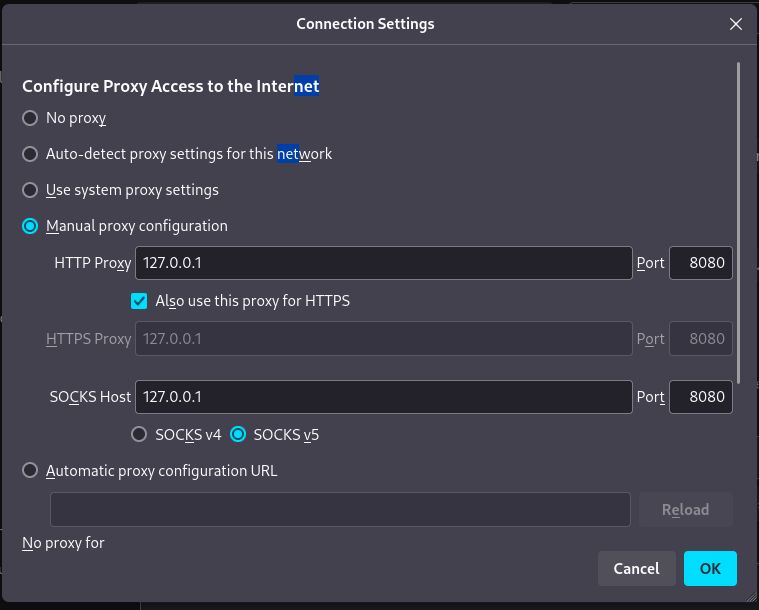 Connection Settings
Configure Proxy Access to the Internet
No proxy
Auto-detect proxy settings for this network
Use system proxy settings
Manual proxy configuration
HTTP Proxy 127.0.0.1 Port 8080
Also use this proxy for HTTPS
HTTPS Proxy 127.0.0.1 Port 8080
SOCKS Host 127.0.0.1 Port 8080
SOCKS v4 SOCKS v5
Automatic proxy configuration URL
Reload
No proxy for
Cancel OK